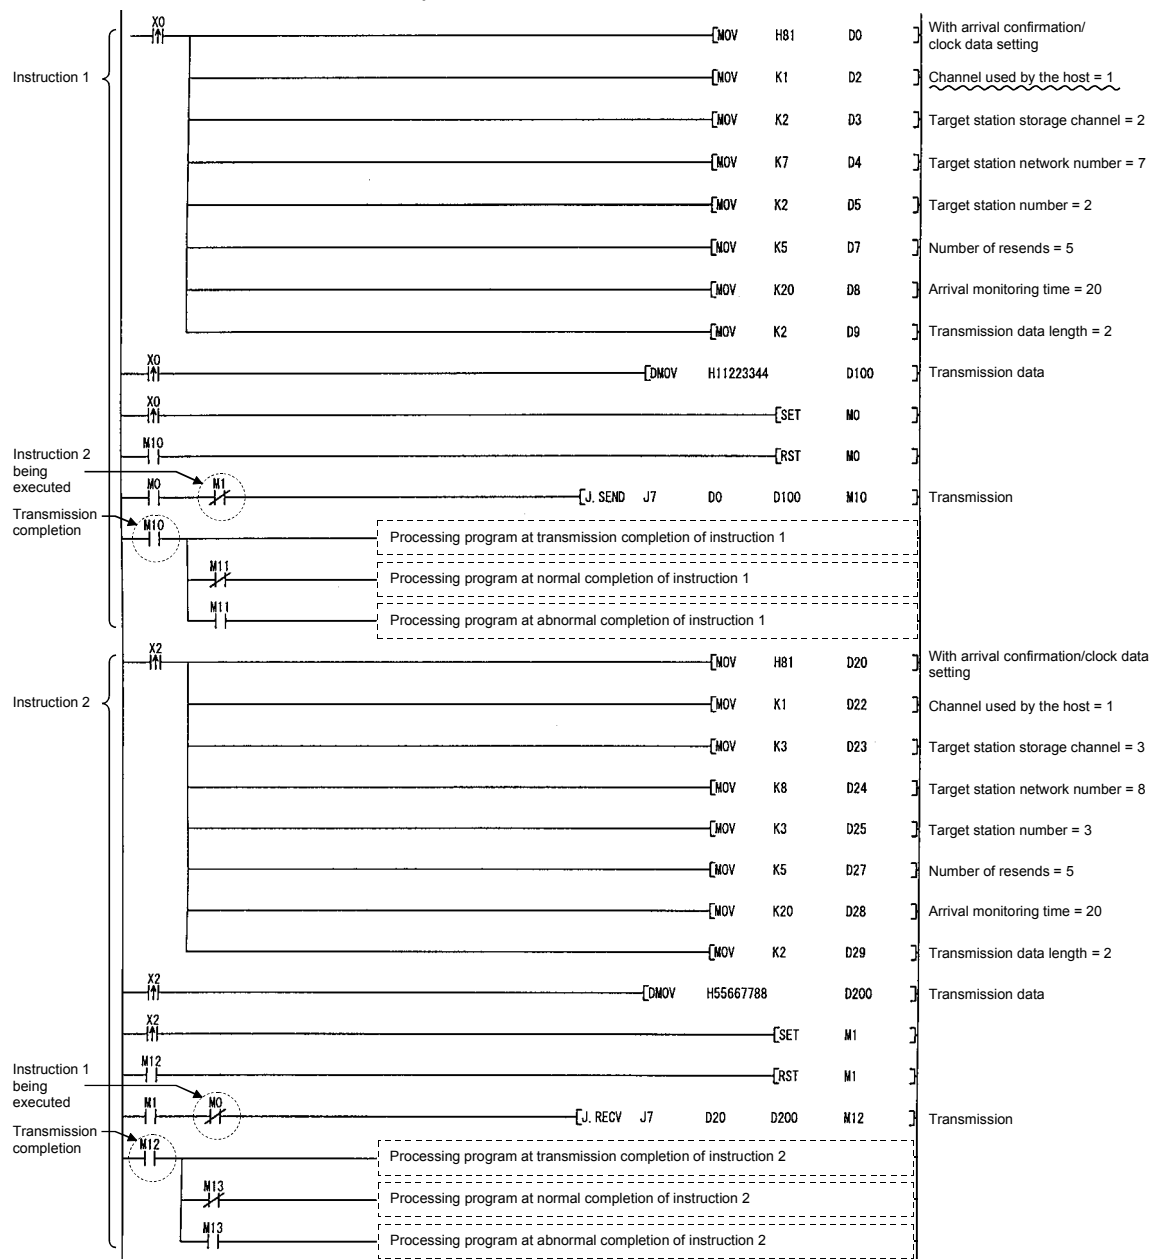 X0
[MOV H81 D0 ] With arrival confirmation/
clock data setting
Instruction 1
[MOV K1 D2 ] Channel used by the host = 1
[MOV K2 D3 ] Target station storage channel = 2
[MOV K7 D4 ] Target station network number = 7
[MOV K2 D5 ] Target station number = 2
[MOV K5 D7 ] Number of resends = 5
[MOV K20 D8 ] Arrival monitoring time = 20
[MOV K2 D9 ] Transmission data length = 2
X0
[DMOV H11223344 D100 ] Transmission data
X0
[SET M0 ]
M10
[RST M0 ]
Instruction 2
being
executed
M0 M1
[J.SEND J7 D0 D100 M10 ] Transmission
Transmission
completion
M10
Processing program at transmission completion of instruction 1
M11
Processing program at normal completion of instruction 1
M11
Processing program at abnormal completion of instruction 1
X2
[MOV H81 D20 ] With arrival confirmation/clock data
setting
Instruction 2
[MOV K1 D22 ] Channel used by the host = 1
[MOV K3 D23 ] Target station storage channel = 3
[MOV K8 D24 ] Target station network number = 8
[MOV K3 D25 ] Target station number = 3
[MOV K5 D27 ] Number of resends = 5
[MOV K20 D28 ] Arrival monitoring time = 20
[MOV K2 D29 ] Transmission data length = 2
X2
[DMOV H55667788 D200 ] Transmission data
X2
[SET M1 ]
M12
[RST M1 ]
Instruction 1
being
executed
M1 M0
[J.RECV J7 D20 D200 M12 ] Transmission
Transmission
completion
M12
Processing program at transmission completion of instruction 2
M13
Processing program at normal completion of instruction 2
M13
Processing program at abnormal completion of instruction 2